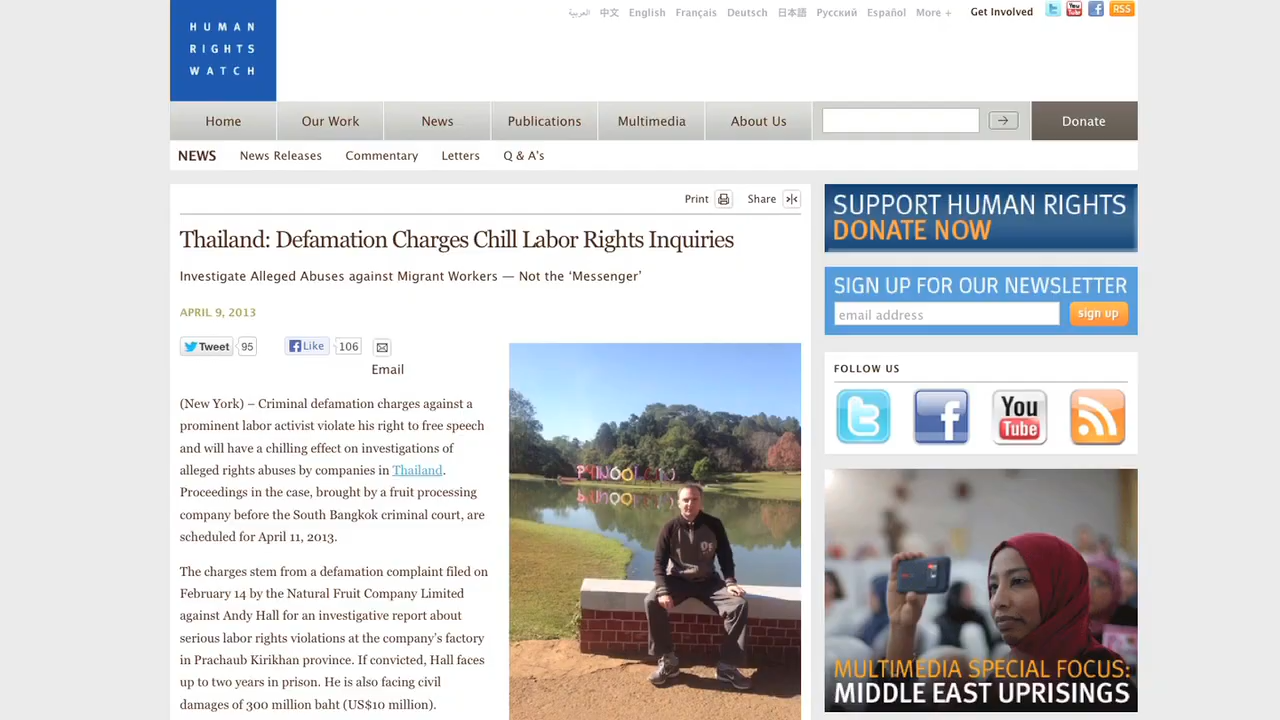 HUMAN
RIGHTS
WATCH
العربية 中文 English Français Deutsch 日本語 Русский Español More + Get Involved
You Tube
RSS
Home Our Work News Publications Multimedia About Us Donate
NEWS News Releases Commentary Letters Q & A's
Print Share
Thailand: Defamation Charges Chill Labor Rights Inquiries
Investigate Alleged Abuses against Migrant Workers — Not the ‘Messenger’
APRIL 9, 2013
Tweet 95 Like 106
Email
(New York) – Criminal defamation charges against a
prominent labor activist violate his right to free speech
and will have a chilling effect on investigations of
alleged rights abuses by companies in Thailand.
Proceedings in the case, brought by a fruit processing
company before the South Bangkok criminal court, are
scheduled for April 11, 2013.
The charges stem from a defamation complaint filed on
February 14 by the Natural Fruit Company Limited
against Andy Hall for an investigative report about
serious labor rights violations at the company’s factory
in Prachaub Kirikhan province. If convicted, Hall faces
up to two years in prison. He is also facing civil
damages of 300 million baht (US$10 million).
SUPPORT HUMAN RIGHTS
DONATE NOW
SIGN UP FOR OUR NEWSLETTER
email address sign up
FOLLOW US
You
Tube
MULTIMEDIA SPECIAL FOCUS:
MIDDLE EAST UPRISINGS